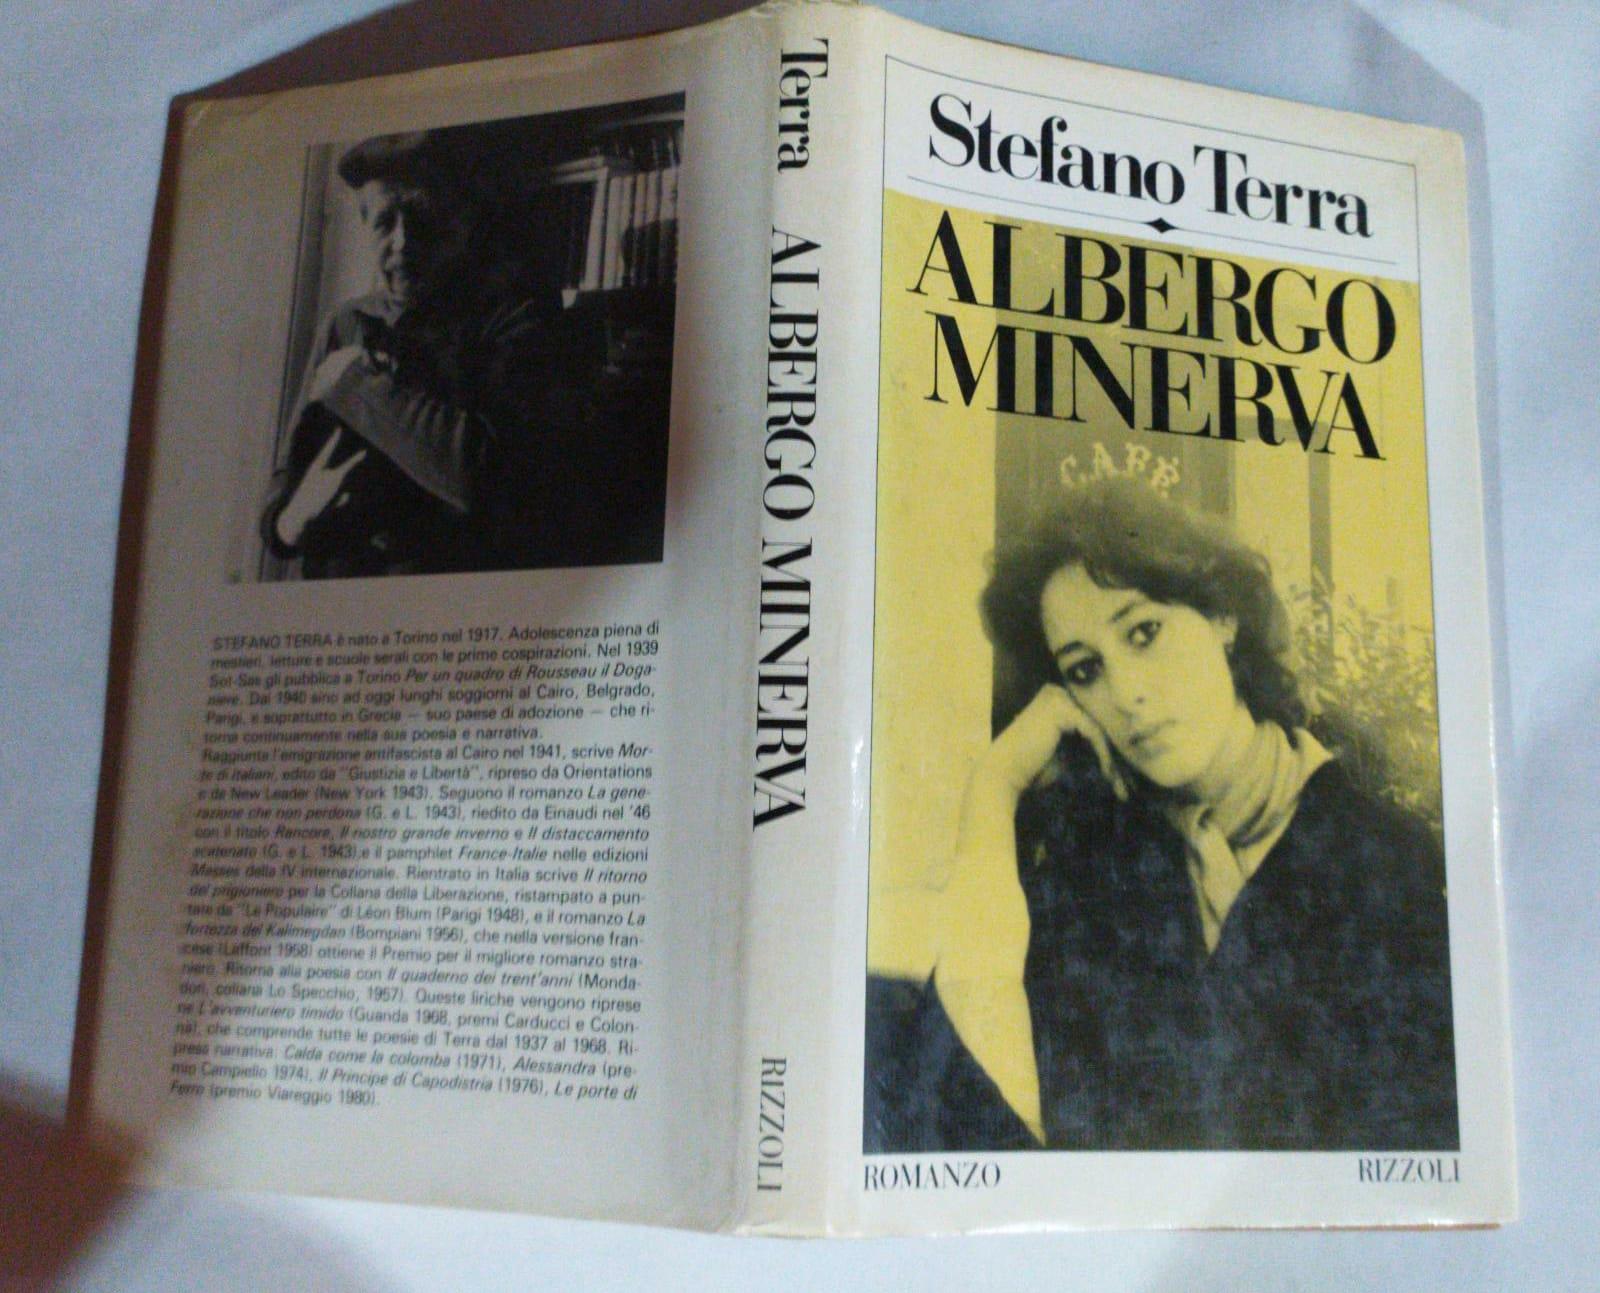 STEFANO TERRA è nato a Torino nel 1917. Adolescenza piena di
mestieri, letture e scuole serali con le prime cospirazioni. Nel 1939
Sot-Sas gli pubblica a Torino Per un quadro di Rousseau il Doga-
niere. Dal 1940 sino ad oggi lunghi soggiorni al Cairo, Belgrado,
Parigi, e soprattutto in Grecia — suo paese di adozione — che ri-
torna continuamente nella sua poesia e narrativa.
Raggiunta l'emigrazione antifascista al Cairo nel 1941, scrive Mor-
te di italiani, edito da "Giustizia e Libertà", ripreso da Orientations
e da New Leader (New York 1943). Seguono il romanzo La gene-
razione che non perdona (G. e L. 1943), riedito da Einaudi nel '46
con il titolo Rancore, Il nostro grande inverno e Il distaccamento
scatenato (G. e L. 1943),e il pamphlet France-Italie nelle edizioni
Masses della IV internazionale. Rientrato in Italia scrive Il ritorno
del prigioniero per la Collana della Liberazione, ristampato a pun-
tate da "Le Populaire" di Léon Blum (Parigi 1948), e il romanzo La
fortezza del Kalimegdan (Bompiani 1956), che nella versione fran-
cese (Laffont 1958) ottiene il Premio per il migliore romanzo stra-
niero. Ritorna alla poesia con Il quaderno dei trent'anni (Monda-
dori, collana Lo Specchio, 1957). Queste liriche vengono riprese
ne L'avventuriero timido (Guanda 1968, premi Carducci e Colon-
na), che comprende tutte le poesie di Terra dal 1937 al 1968. Ri-
presa narrativa: Calda come la colomba (1971), Alessandra (pre-
mio Campiello 1974), Il Principe di Capodistria (1976), Le porte di
Ferro (premio Viareggio 1980).
Terra ALBERGO MINERVA RIZZOLI
Stefano Terra
ALBERGO
MINERVA
CAFÉ
ROMANZO
RIZZOLI